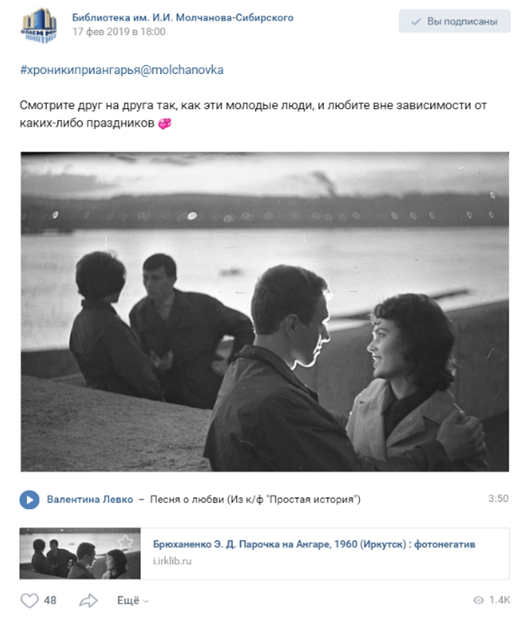 Библиотека им. И.И. Молчанова-Сибирского
17 фев 2019 в 18:00
Вы подписаны
#хроникиприангарья@molchanovka
Смотрите друг на друга так, как эти молодые люди, и любите вне зависимости от
каких-либо праздников
Валентина Левко – Песня о любви (Из к/ф "Простая история")
3:50
Брюханенко Э. Д. Парочка на Ангаре, 1960 (Иркутск) : фотонегатив
i.irklib.ru
48
Ещё
1.4K